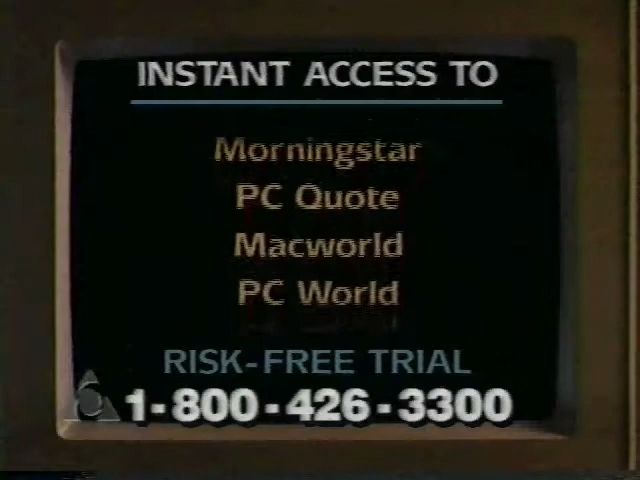 INSTANT ACCESS TO
Morningstar
PC Quote
Macworld
PC World
RISK-FREE TRIAL
1-800-426-3300